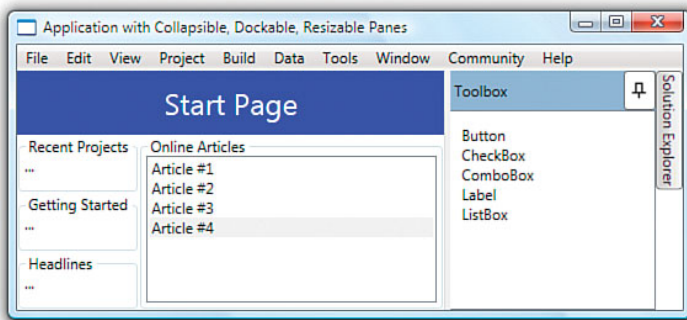 Application with Collapsible, Dockable, Resizable Panes
File Edit View Project Build Data Tools Window Community Help
Start Page
Recent Projects
...
Getting Started
...
Headlines
...
Online Articles
Article #1
Article #2
Article #3
Article #4
Toolbox
Button
CheckBox
ComboBox
Label
ListBox
Solution Explorer